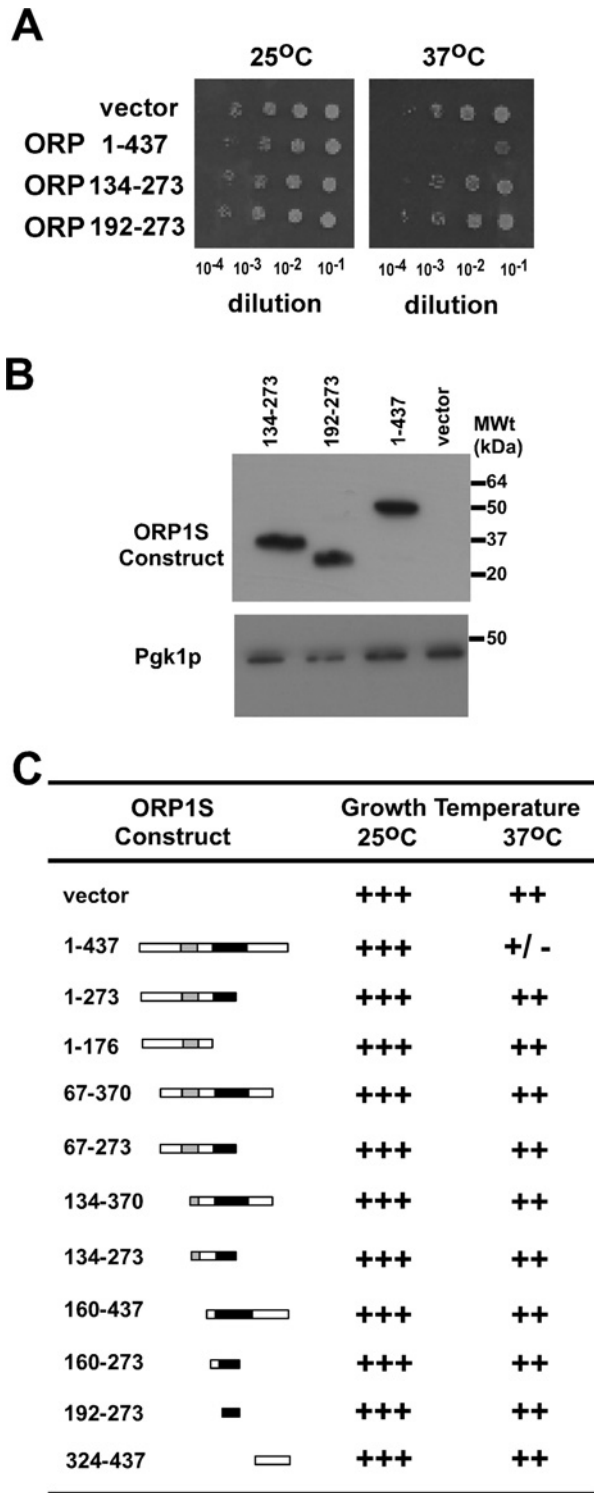 A
25°C 37°C
vector
ORP 1-437
ORP 134-273
ORP 192-273
10-4 10-3 10-2 10-1 10-4 10-3 10-2 10-1
dilution dilution
B
134-273 192-273 1-437 vector
MWt
(kDa)
64
50
37
20
ORP1S
Construct
50
Pgk1p
C
ORP1S Growth Temperature
Construct 25°C 37°C
vector +++ ++
1-437 +++ +/ -
1-273 +++ ++
1-176 +++ ++
67-370 +++ ++
67-273 +++ ++
134-370 +++ ++
134-273 +++ ++
160-437 +++ ++
160-273 +++ ++
192-273 +++ ++
324-437 +++ ++